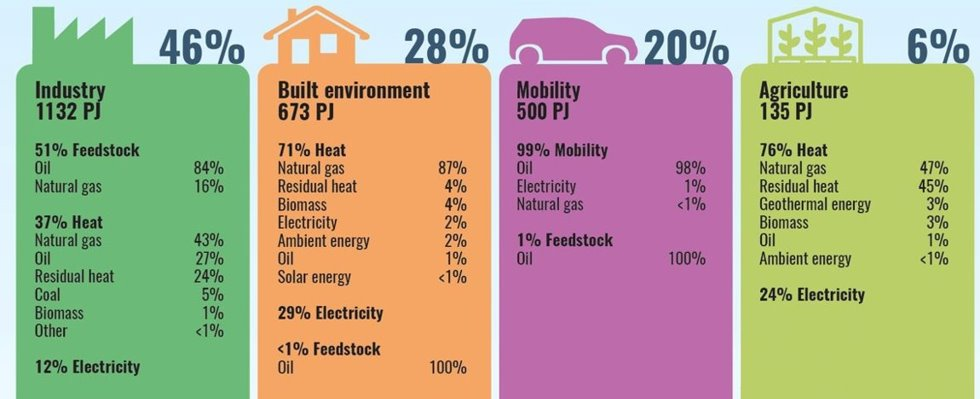 46%
Industry
1132 PJ
51% Feedstock
Oil 84%
Natural gas 16%
37% Heat
Natural gas 43%
Oil 27%
Residual heat 24%
Coal 5%
Biomass 1%
Other <1%
12% Electricity
28%
Built environment
673 PJ
71% Heat
Natural gas 87%
Residual heat 4%
Biomass 4%
Electricity 2%
Ambient energy 2%
Oil 1%
Solar energy <1%
29% Electricity
<1% Feedstock
Oil 100%
20%
Mobility
500 PJ
99% Mobility
Oil 98%
Electricity 1%
Natural gas <1%
1% Feedstock
Oil 100%
6%
Agriculture
135 PJ
76% Heat
Natural gas 47%
Residual heat 45%
Geothermal energy 3%
Biomass 3%
Oil 1%
Ambient energy <1%
24% Electricity